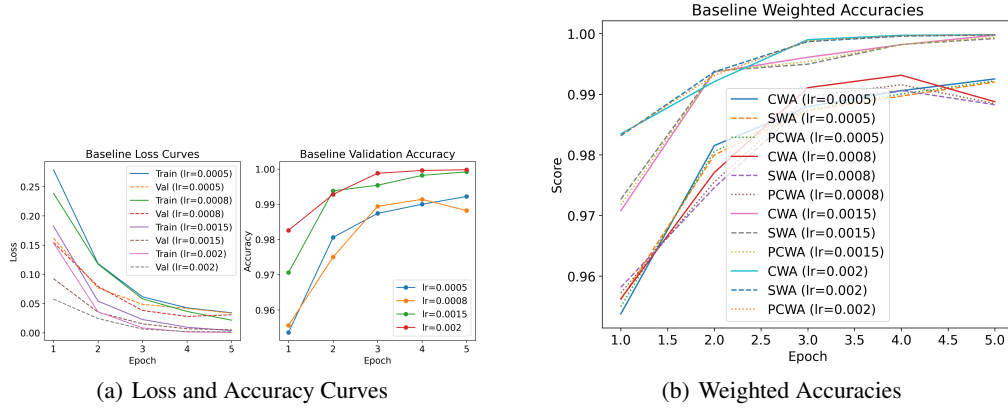 Baseline Loss Curves
Loss
0.25
0.20
0.15
0.10
0.05
0.00
Train (lr=0.0005)
Val (lr=0.0005)
Train (lr=0.0008)
Val (lr=0.0008)
Train (lr=0.0015)
Val (lr=0.0015)
Train (lr=0.002)
Val (lr=0.002)
1 2 3 4 5
Epoch
Baseline Validation Accuracy
Accuracy
1.00
0.99
0.98
0.97
0.96
lr=0.0005
lr=0.0008
lr=0.0015
lr=0.002
1 2 3 4 5
Epoch
(a) Loss and Accuracy Curves
Baseline Weighted Accuracies
Score
1.00
0.99
0.98
0.97
0.96
CWA (lr=0.0005)
SWA (lr=0.0005)
PCWA (lr=0.0005)
CWA (lr=0.0008)
SWA (lr=0.0008)
PCWA (lr=0.0008)
CWA (lr=0.0015)
SWA (lr=0.0015)
PCWA (lr=0.0015)
CWA (lr=0.002)
SWA (lr=0.002)
PCWA (lr=0.002)
1.0 1.5 2.0 2.5 3.0 3.5 4.0 4.5 5.0
Epoch
(b) Weighted Accuracies